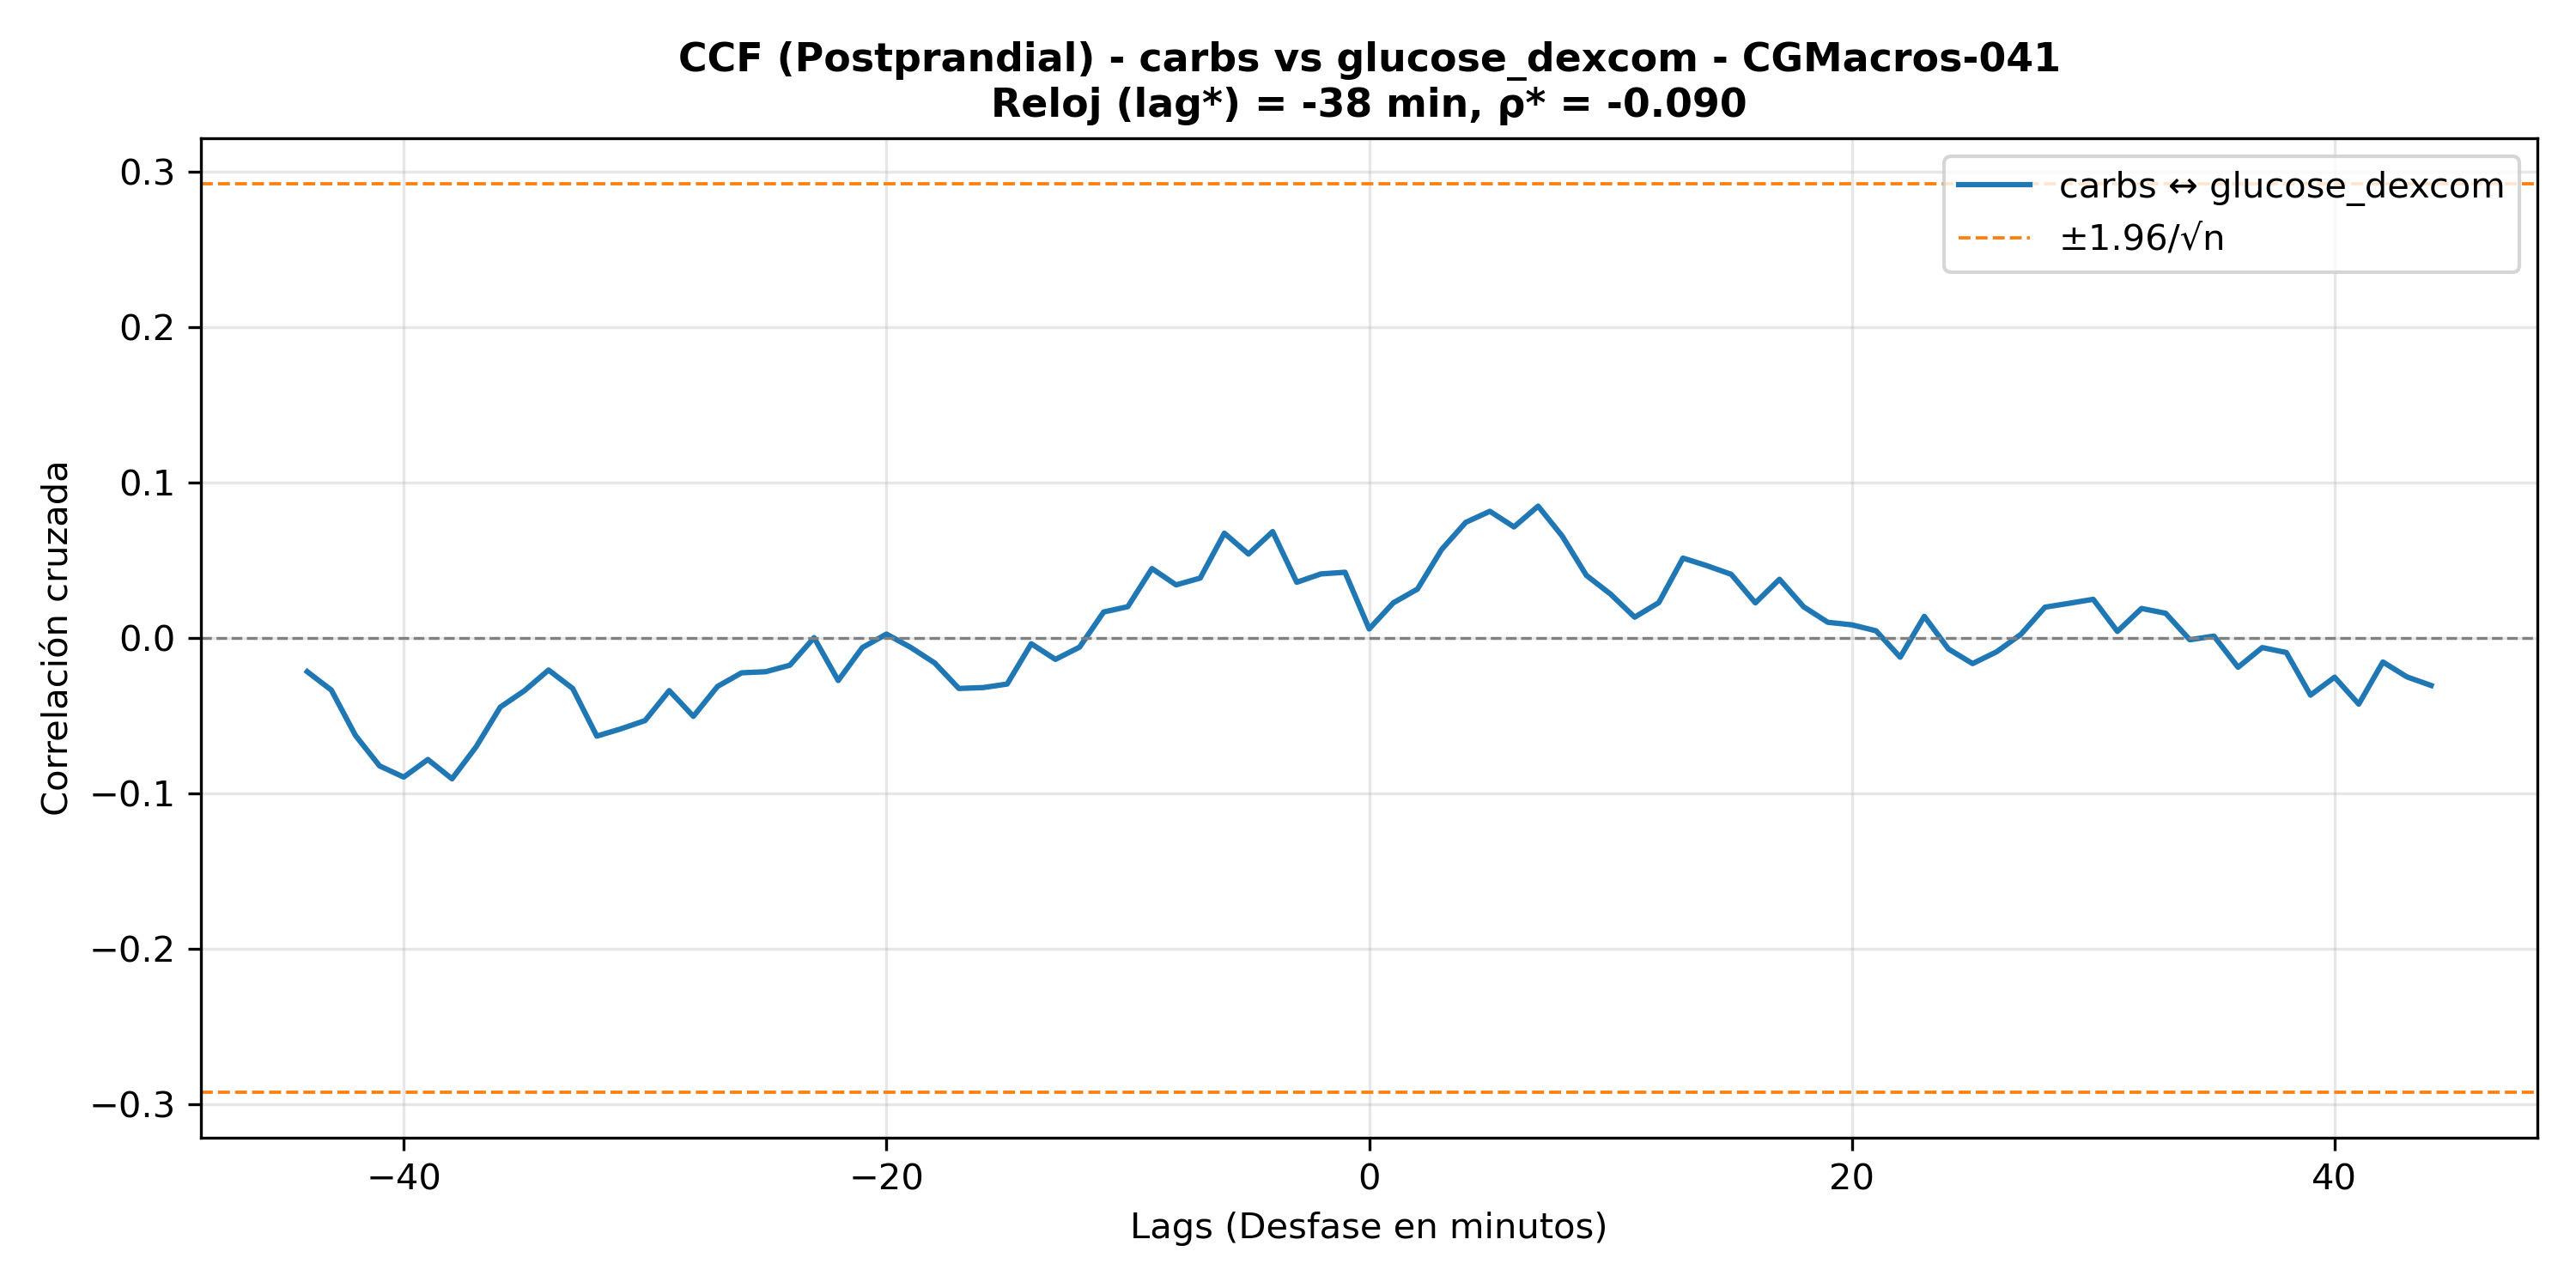 CCF (Postprandial) - carbs vs glucose_dexcom - CGMacros-041
Reloj (lag*) = -38 min, ρ* = -0.090
carbs ↔ glucose_dexcom
±1.96/√n
Correlación cruzada
0.3
0.2
0.1
0.0
−0.1
−0.2
−0.3
−40
−20
0
20
40
Lags (Desfase en minutos)